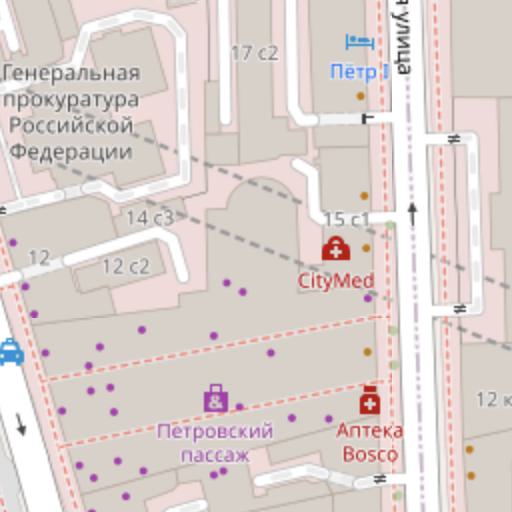 я улица
17 с2
Пётр I
Генеральная
прокуратура
Российской
Федерации
14 с3
15 с1
12
12 с2
CityMed
12 к
Петровский
пассаж
Аптека
Bosco